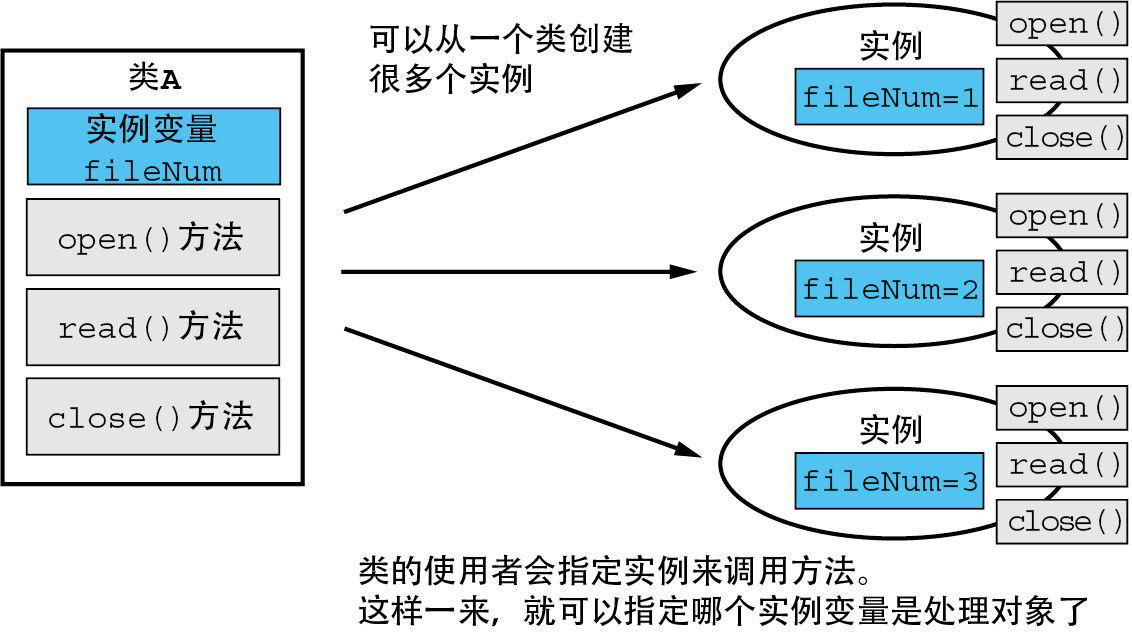 类A
实例变量
fileNum
open()方法
read()方法
close()方法
可以从一个类创建
很多个实例
实例
fileNum=1
open()
read()
close()
实例
fileNum=2
open()
read()
close()
实例
fileNum=3
open()
read()
close()
类的使用者会指定实例来调用方法。
这样一来，就可以指定哪个实例变量是处理对象了